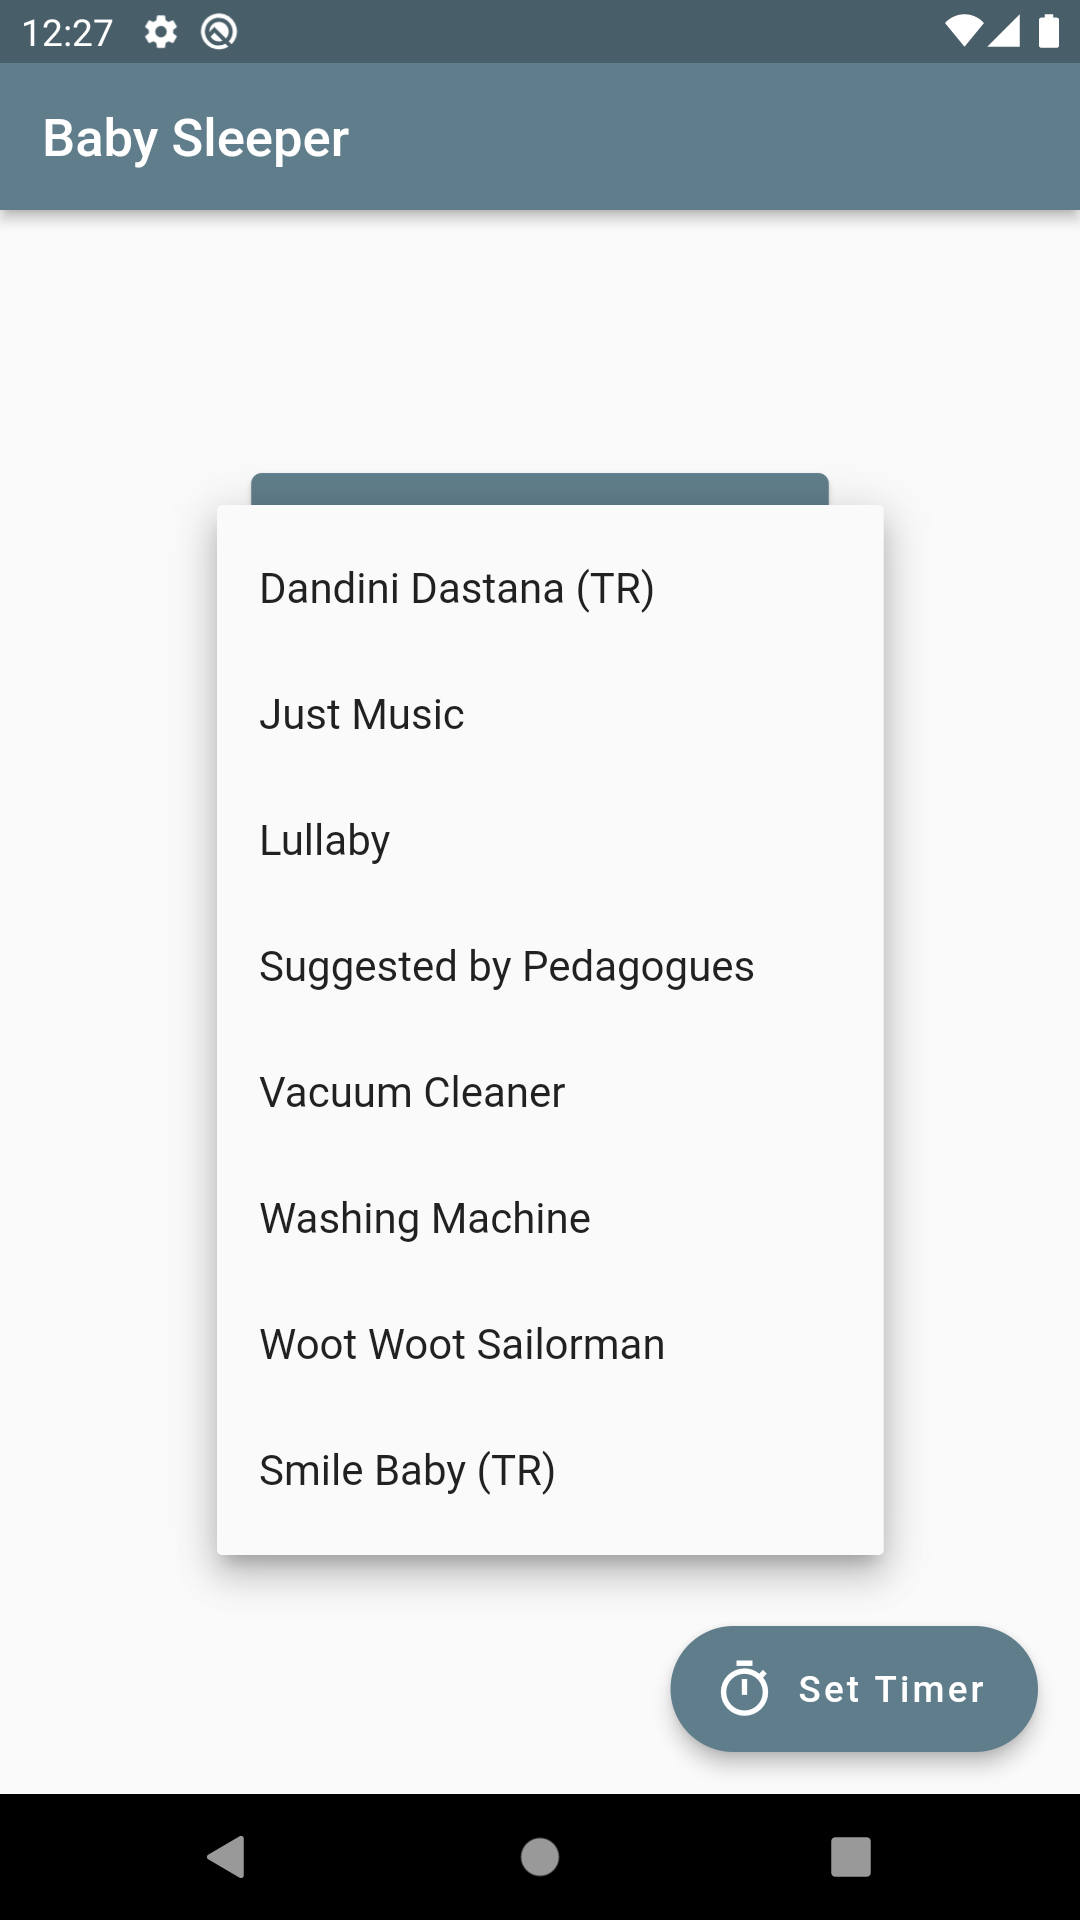 12:27
Baby Sleeper
Dandini Dastana (TR)
Just Music
Lullaby
Suggested by Pedagogues
Vacuum Cleaner
Washing Machine
Woot Woot Sailorman
Smile Baby (TR)
Set Timer